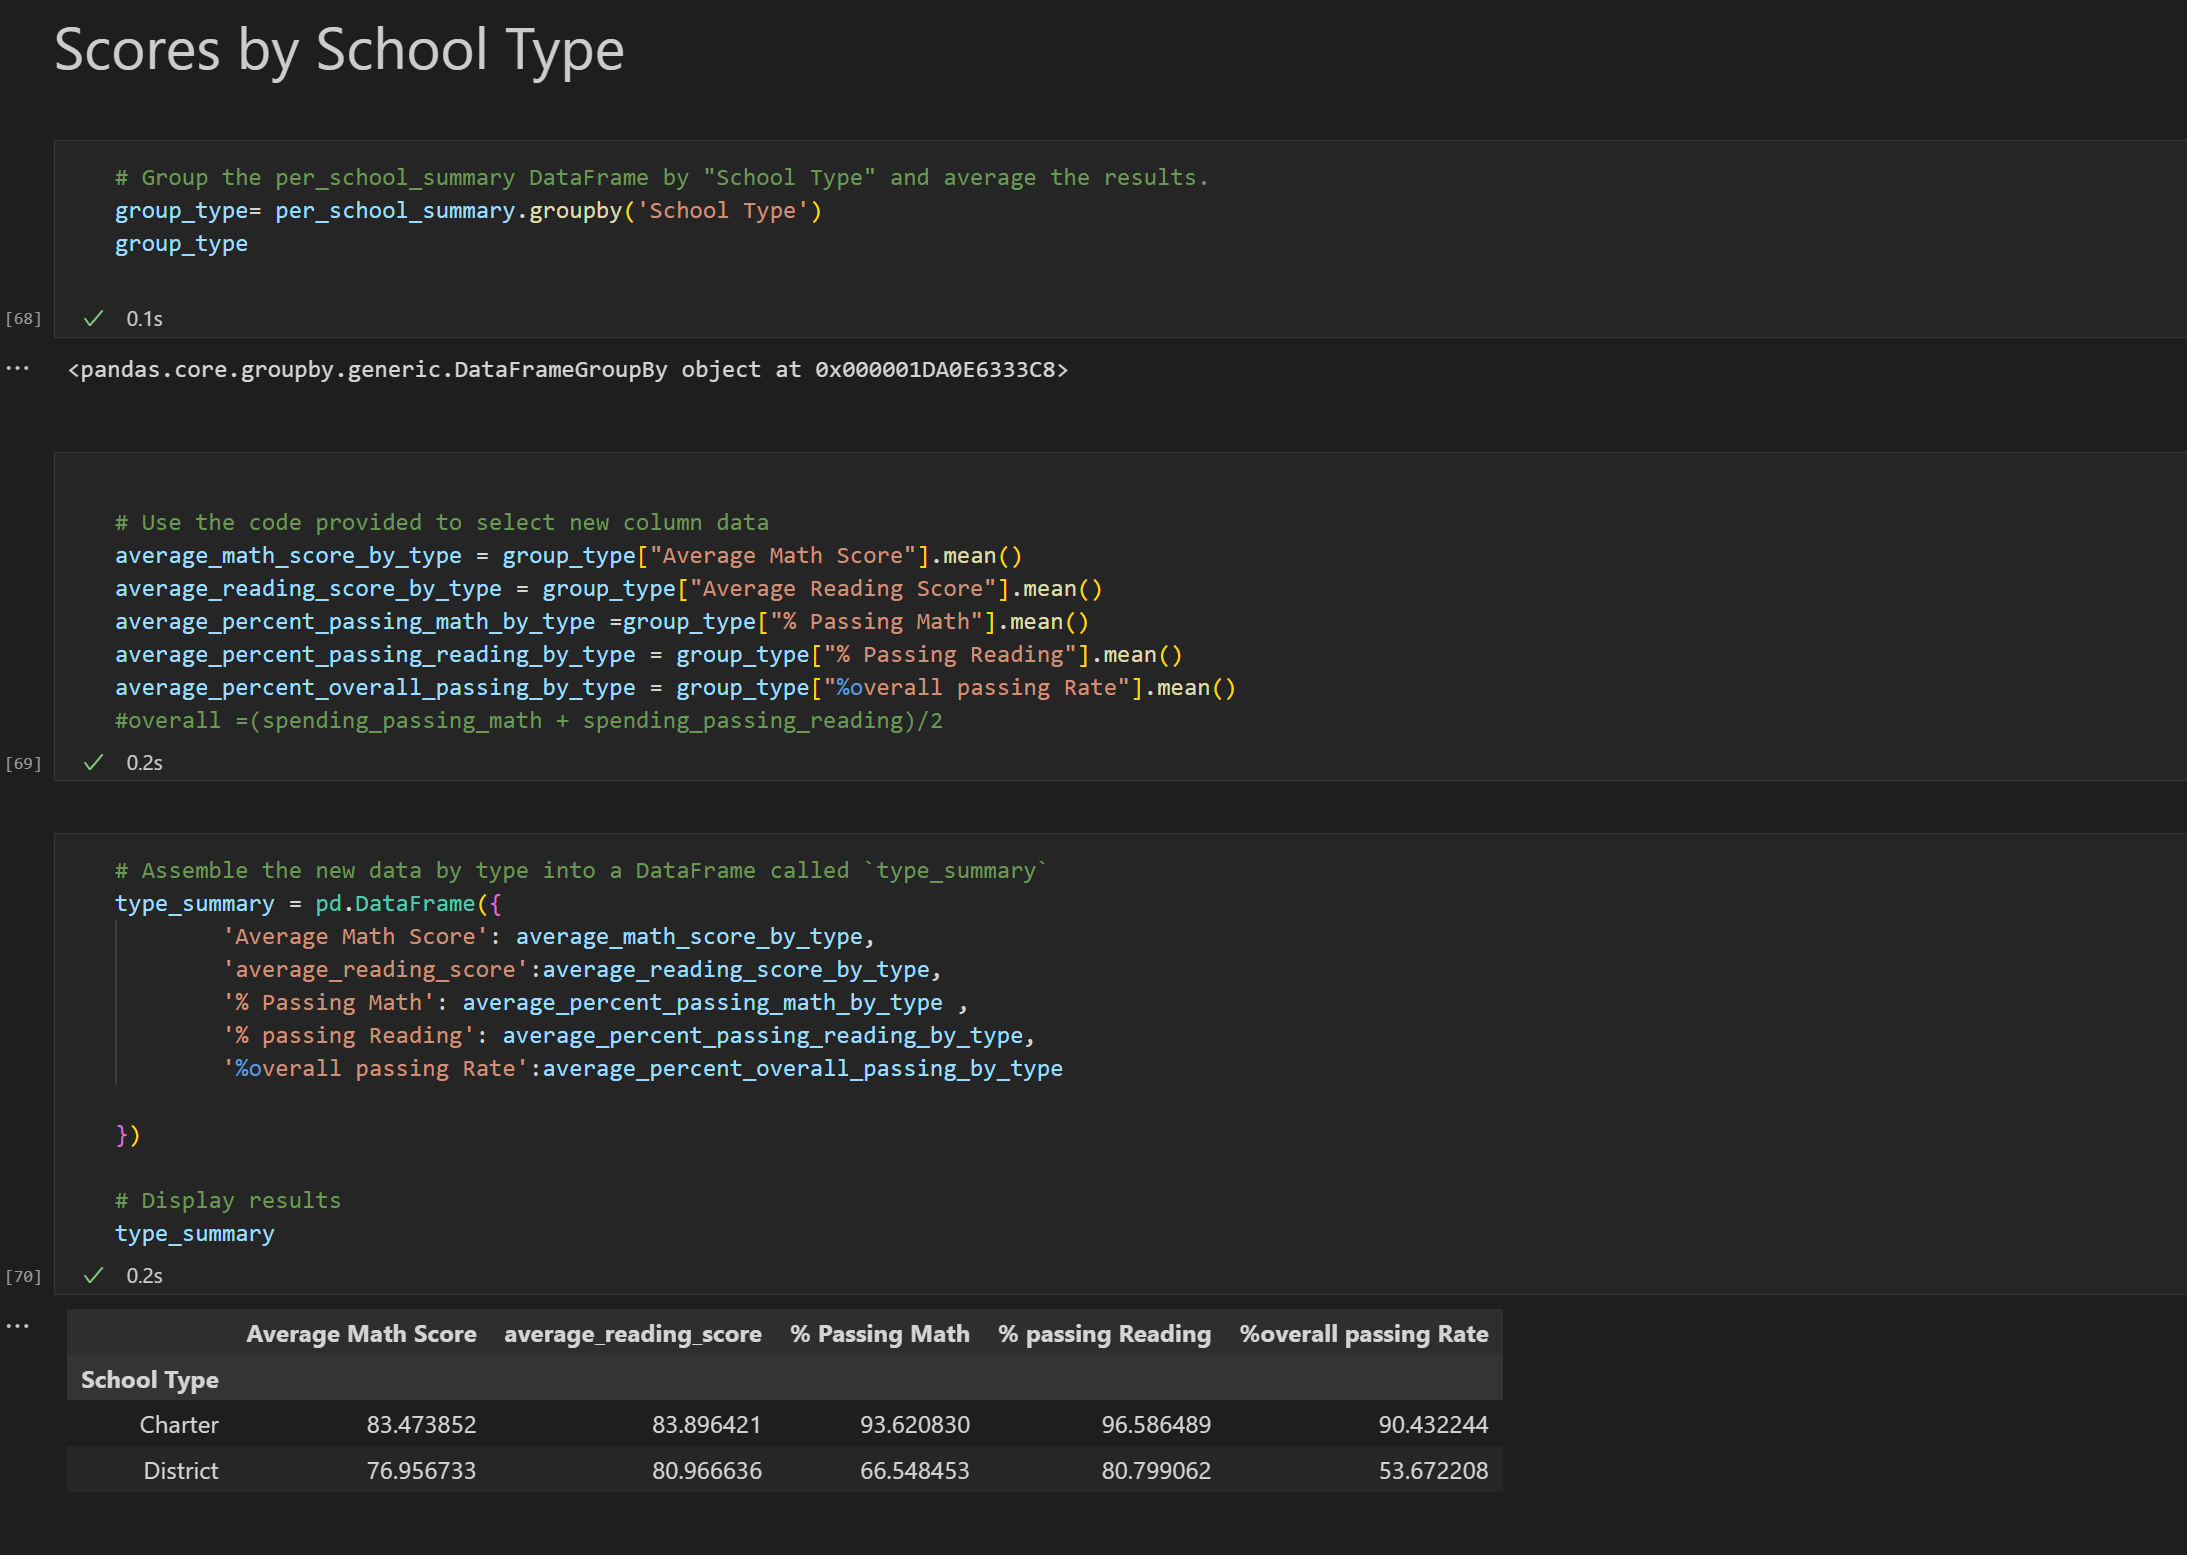 Scores by School Type
# Group the per_school_summary DataFrame by "School Type" and average the results.
group_type= per_school_summary.groupby('School Type')
group_type
[68] ✓ 0.1s
... <pandas.core.groupby.generic.DataFrameGroupBy object at 0x000001DA0E6333C8>
# Use the code provided to select new column data
average_math_score_by_type = group_type["Average Math Score"].mean()
average_reading_score_by_type = group_type["Average Reading Score"].mean()
average_percent_passing_math_by_type =group_type["% Passing Math"].mean()
average_percent_passing_reading_by_type = group_type["% Passing Reading"].mean()
average_percent_overall_passing_by_type = group_type["%overall passing Rate"].mean()
#overall =(spending_passing_math + spending_passing_reading)/2
[69] ✓ 0.2s
# Assemble the new data by type into a DataFrame called `type_summary`
type_summary = pd.DataFrame({
'Average Math Score': average_math_score_by_type,
'average_reading_score':average_reading_score_by_type,
'% Passing Math': average_percent_passing_math_by_type ,
'% passing Reading': average_percent_passing_reading_by_type,
'%overall passing Rate':average_percent_overall_passing_by_type
})
# Display results
type_summary
[70] ✓ 0.2s
... Average Math Score average_reading_score % Passing Math % passing Reading %overall passing Rate
School Type
Charter 83.473852 83.896421 93.620830 96.586489 90.432244
District 76.956733 80.966636 66.548453 80.799062 53.672208